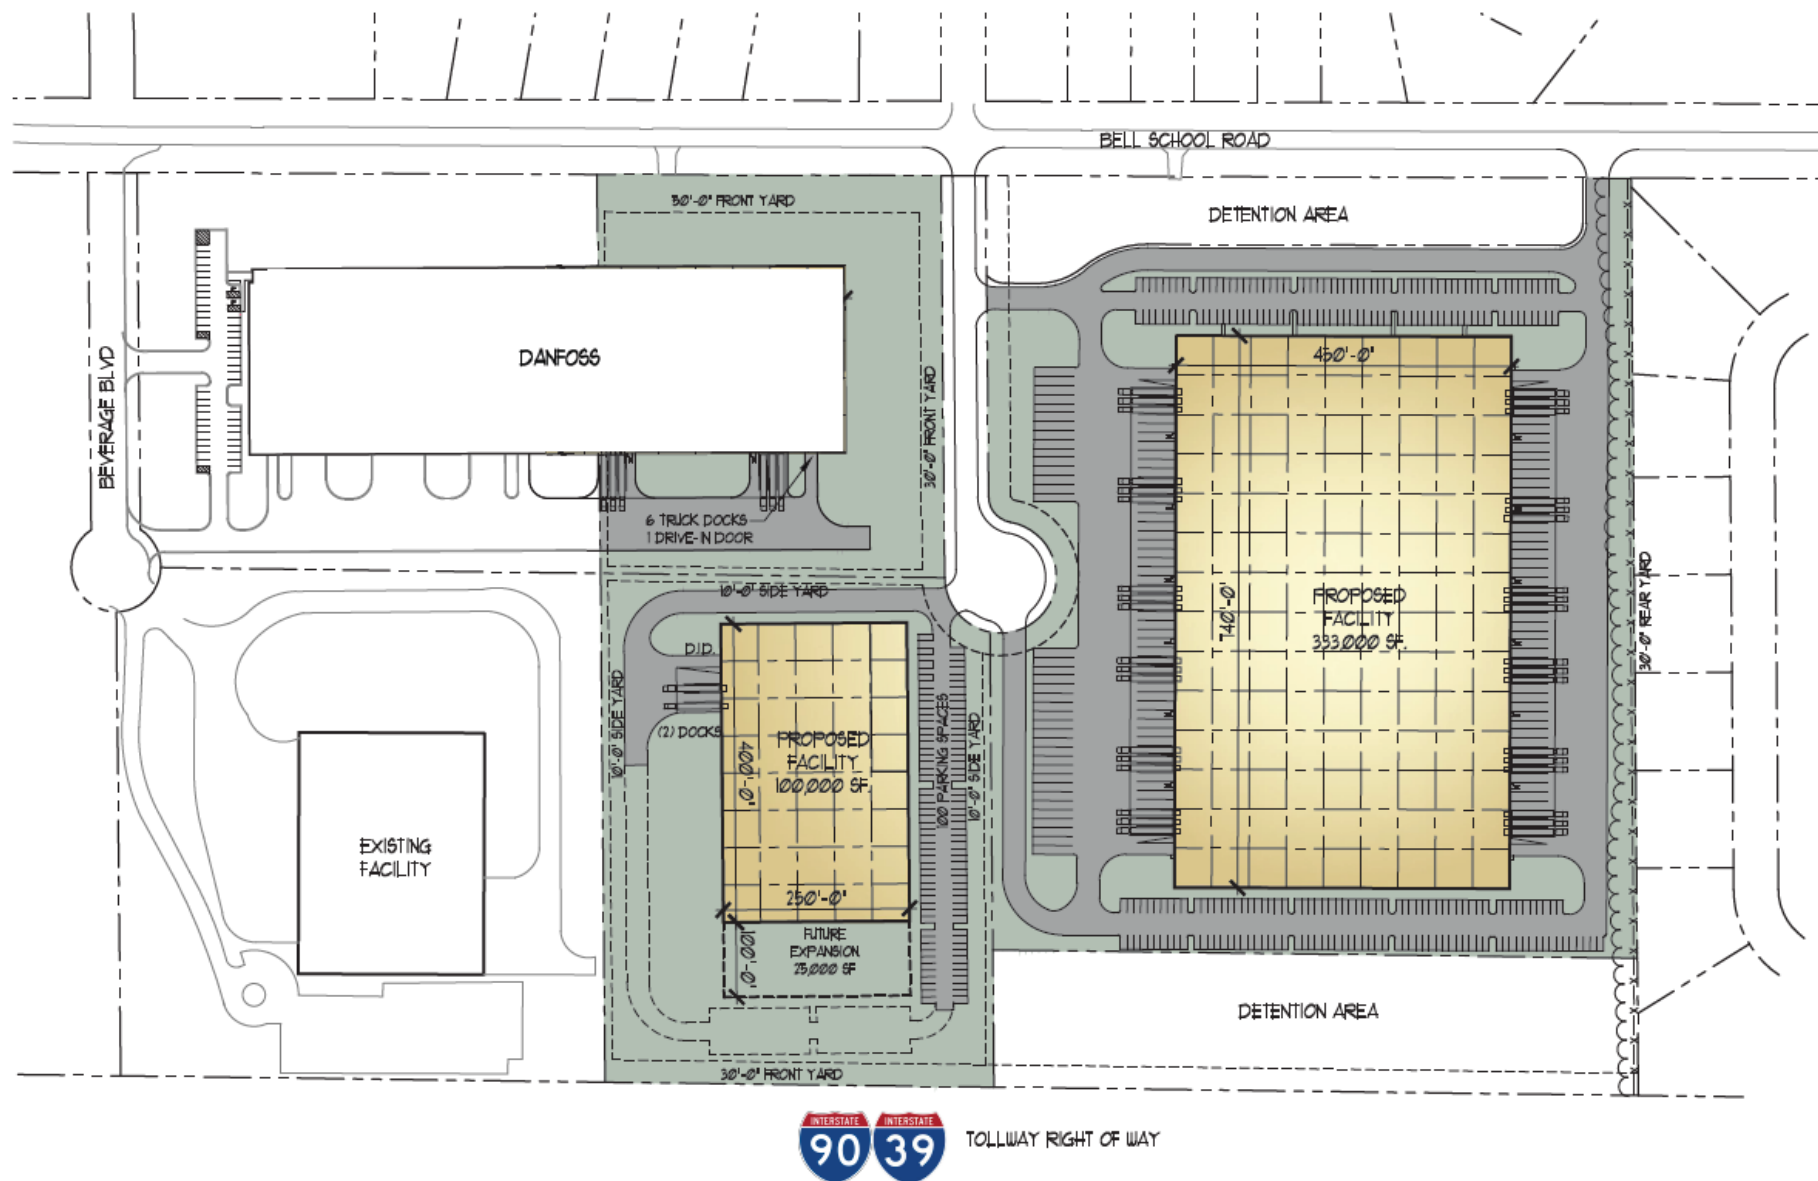 BELL SCHOOL ROAD
30'-0" FRONT YARD
DETENTION AREA
DANFOSS
BEVERAGE BLVD
30'-0" FRONT YARD
450'-0"
6 TRUCK DOCKS
1 DRIVE-IN DOOR
10'-0" SIDE YARD
740'-0"
PROPOSED
FACILITY
333,000 SF.
30'-0" REAR YARD
D.I.D.
10'-0" SIDE YARD
(2) DOCKS
PROPOSED
FACILITY
100,000 SF.
400'-0"
100 PARKING SPACES
10'-0" SIDE YARD
EXISTING
FACILITY
250'-0"
FUTURE
EXPANSION
25,000 SF
100'-0"
DETENTION AREA
30'-0" FRONT YARD
INTERSTATE
90
INTERSTATE
39
TOLLWAY RIGHT OF WAY